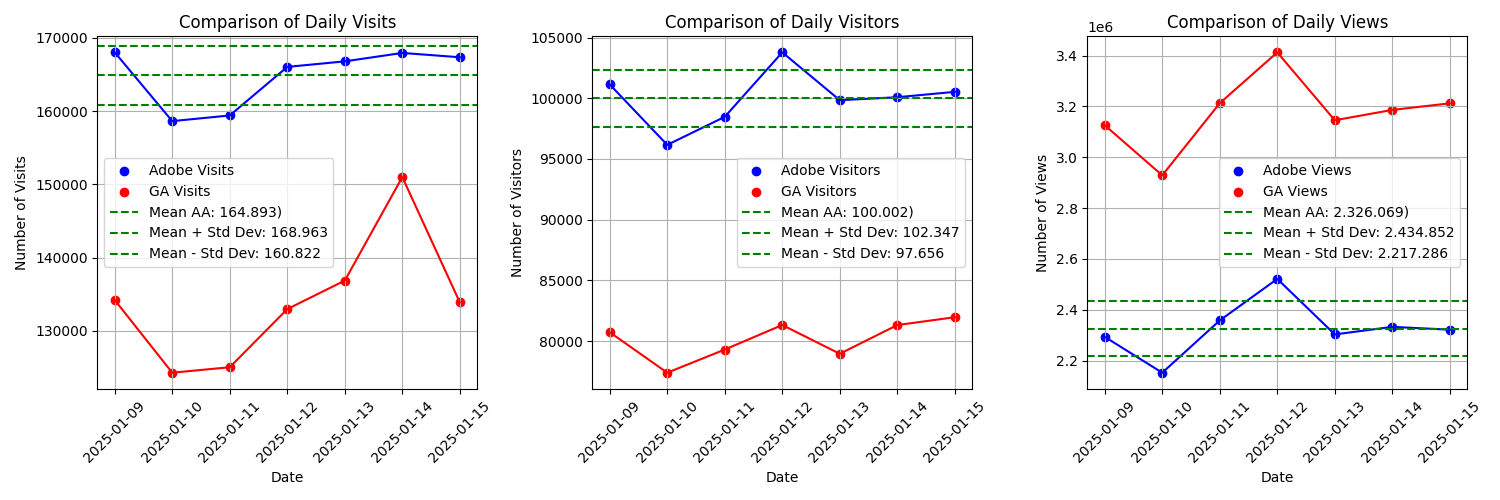 Comparison of Daily Visits
Number of Visits
170000
160000
150000
140000
130000
Adobe Visits
GA Visits
Mean AA: 164.893)
Mean + Std Dev: 168.963
Mean - Std Dev: 160.822
2025-01-09
2025-01-10
2025-01-11
2025-01-12
2025-01-13
2025-01-14
2025-01-15
Date
Comparison of Daily Visitors
Number of Visitors
105000
100000
95000
90000
85000
80000
Adobe Visitors
GA Visitors
Mean AA: 100.002)
Mean + Std Dev: 102.347
Mean - Std Dev: 97.656
2025-01-09
2025-01-10
2025-01-11
2025-01-12
2025-01-13
2025-01-14
2025-01-15
Date
Comparison of Daily Views
1e6
Number of Views
3.4
3.2
3.0
2.8
2.6
2.4
2.2
Adobe Views
GA Views
Mean AA: 2.326.069)
Mean + Std Dev: 2.434.852
Mean - Std Dev: 2.217.286
2025-01-09
2025-01-10
2025-01-11
2025-01-12
2025-01-13
2025-01-14
2025-01-15
Date